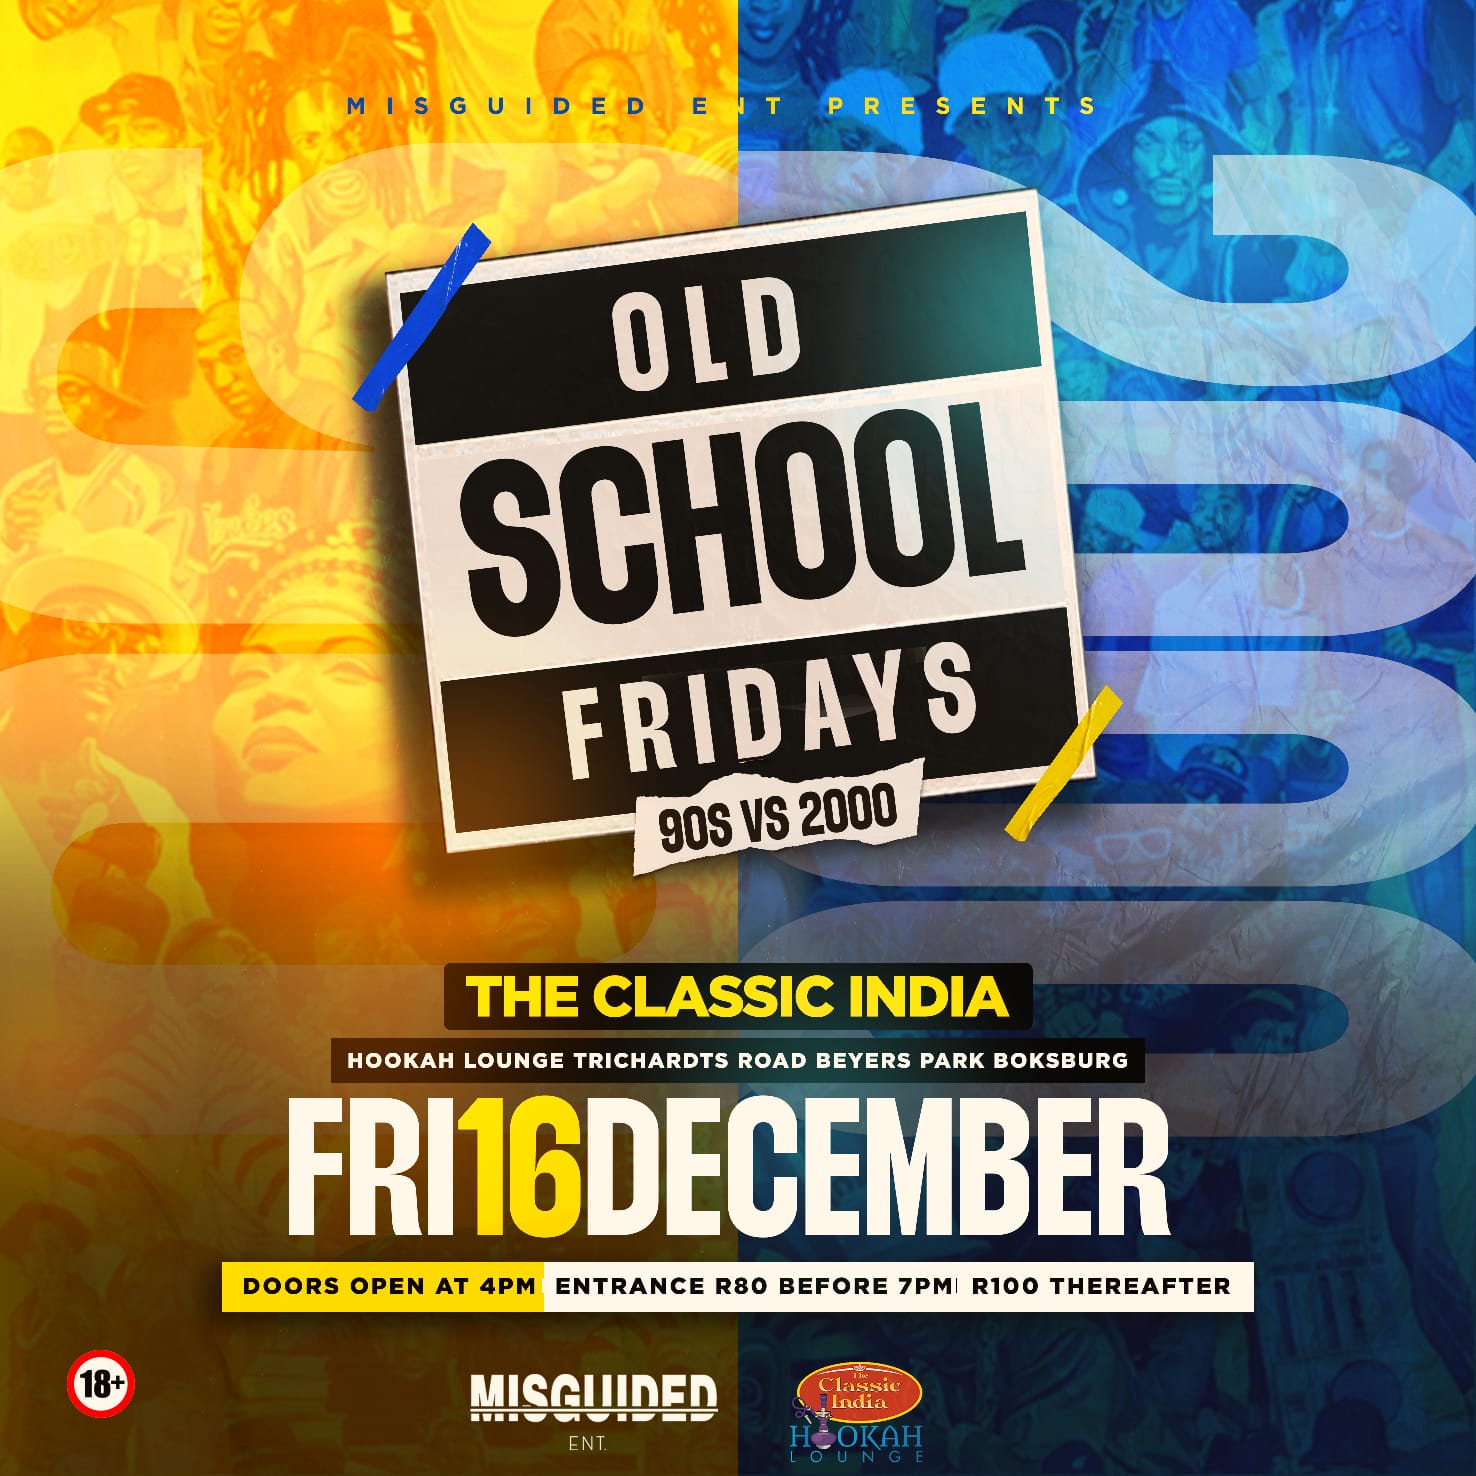 MISGUIDED ENT PRESENTS
OLD
SCHOOL
FRIDAYS
90S VS 2000
THE CLASSIC INDIA
HOOKAH LOUNGE TRICHARDTS ROAD BEYERS PARK BOKSBURG
FRI16DECEMBER
DOORS OPEN AT 4PM ENTRANCE R80 BEFORE 7PM R100 THEREAFTER
18+
MISGUIDED
ENT.
The
Classic
India
HOOKAH
LOUNGE